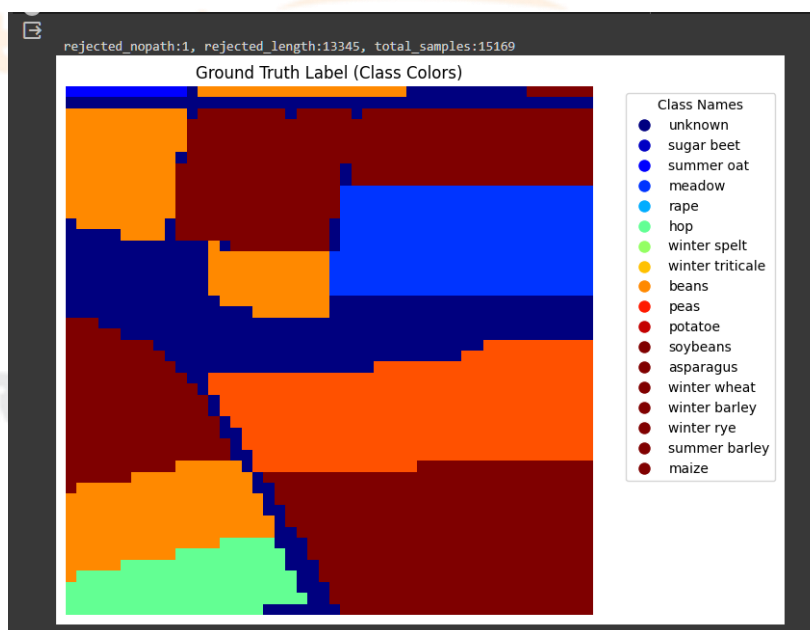 rejected_nopath:1, rejected_length:13345, total_samples:15169
Ground Truth Label (Class Colors)
Class Names
unknown
sugar beet
summer oat
meadow
rape
hop
winter spelt
winter triticale
beans
peas
potatoe
soybeans
asparagus
winter wheat
winter barley
winter rye
summer barley
maize